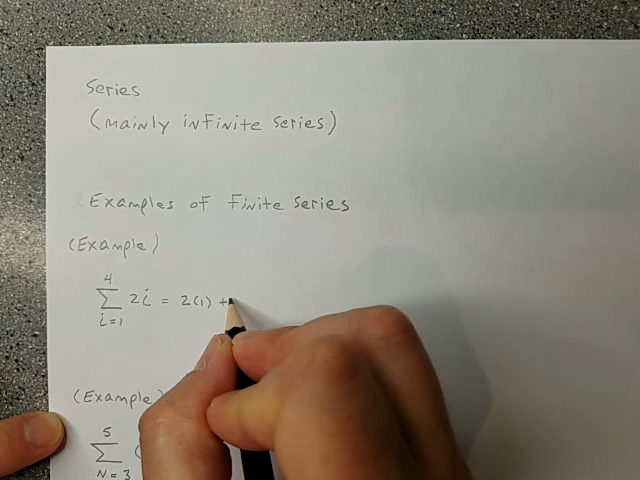 Series
(mainly infinite series)
Examples of finite series
(Example)
4
∑ 2i = 2(1) +
i=1
(Example)
5
∑ (
N=3